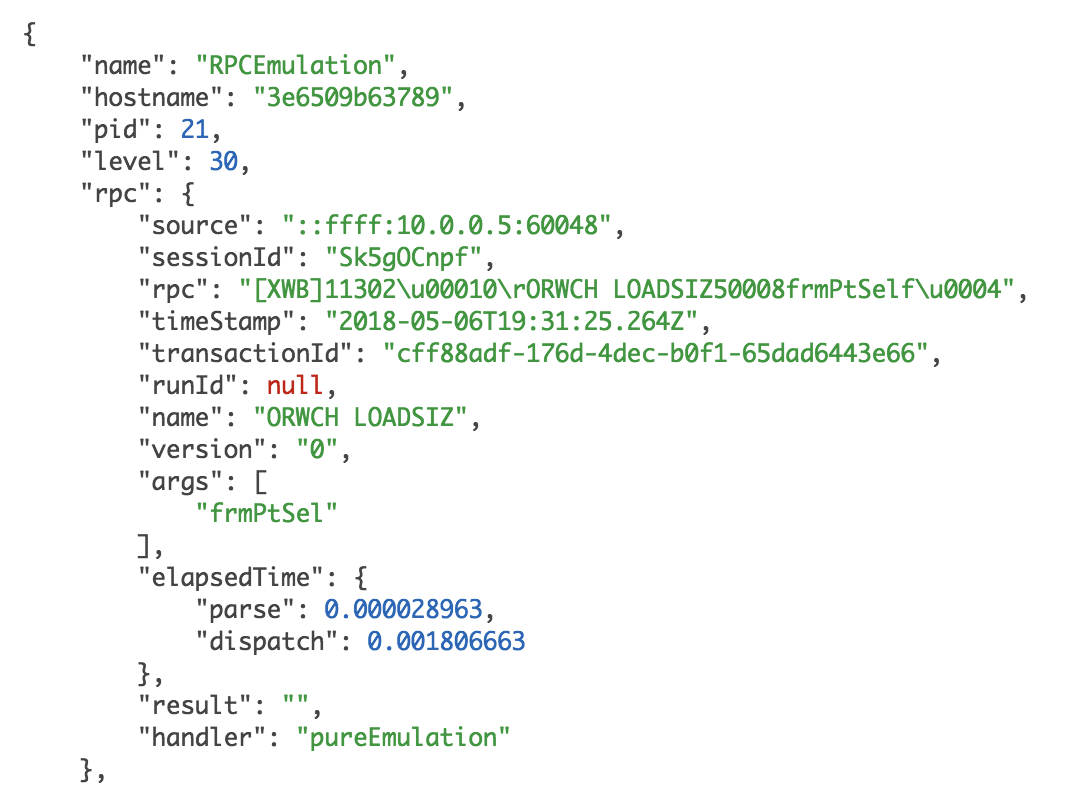 {
    "name": "RPCEmulation",
    "hostname": "3e6509b63789",
    "pid": 21,
    "level": 30,
    "rpc": {
        "source": "::ffff:10.0.0.5:60048",
        "sessionId": "Sk5gOCnpf",
        "rpc": "[XWB]11302\u00010\rORWCH LOADSIZ50008frmPtSelf\u0004",
        "timeStamp": "2018-05-06T19:31:25.264Z",
        "transactionId": "cff88adf-176d-4dec-b0f1-65dad6443e66",
        "runId": null,
        "name": "ORWCH LOADSIZ",
        "version": "0",
        "args": [
            "frmPtSel"
        ],
        "elapsedTime": {
            "parse": 0.000028963,
            "dispatch": 0.001806663
        },
        "result": "",
        "handler": "pureEmulation"
    },